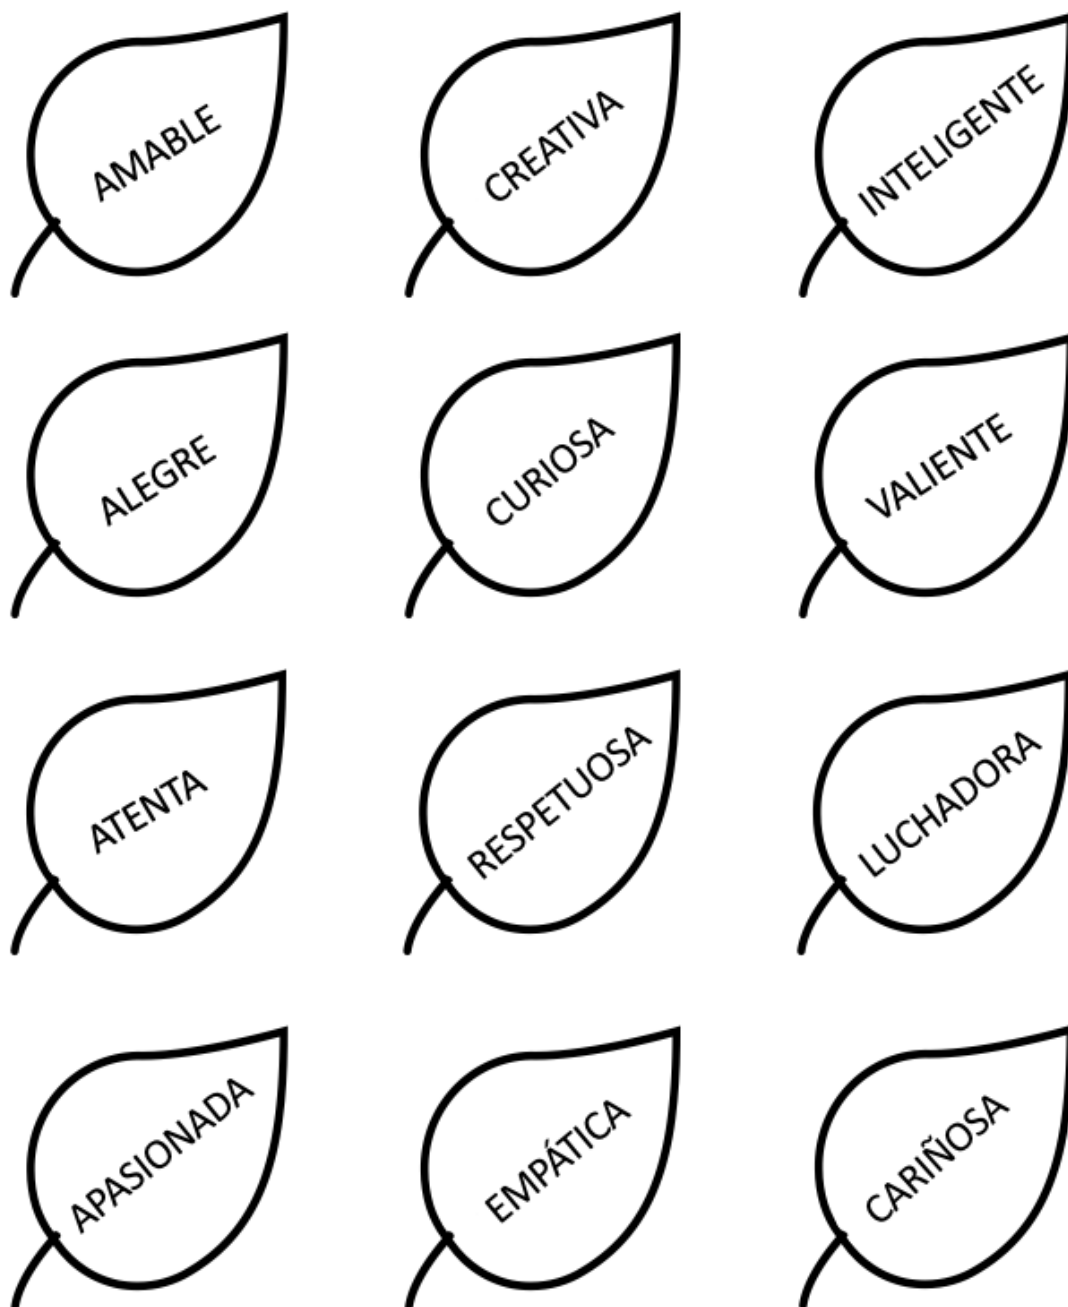 AMABLE
CREATIVA
INTELIGENTE
ALEGRE
CURIOSA
VALIENTE
ATENTA
RESPETUOSA
LUCHADORA
APASIONADA
EMPÁTICA
CARIÑOSA